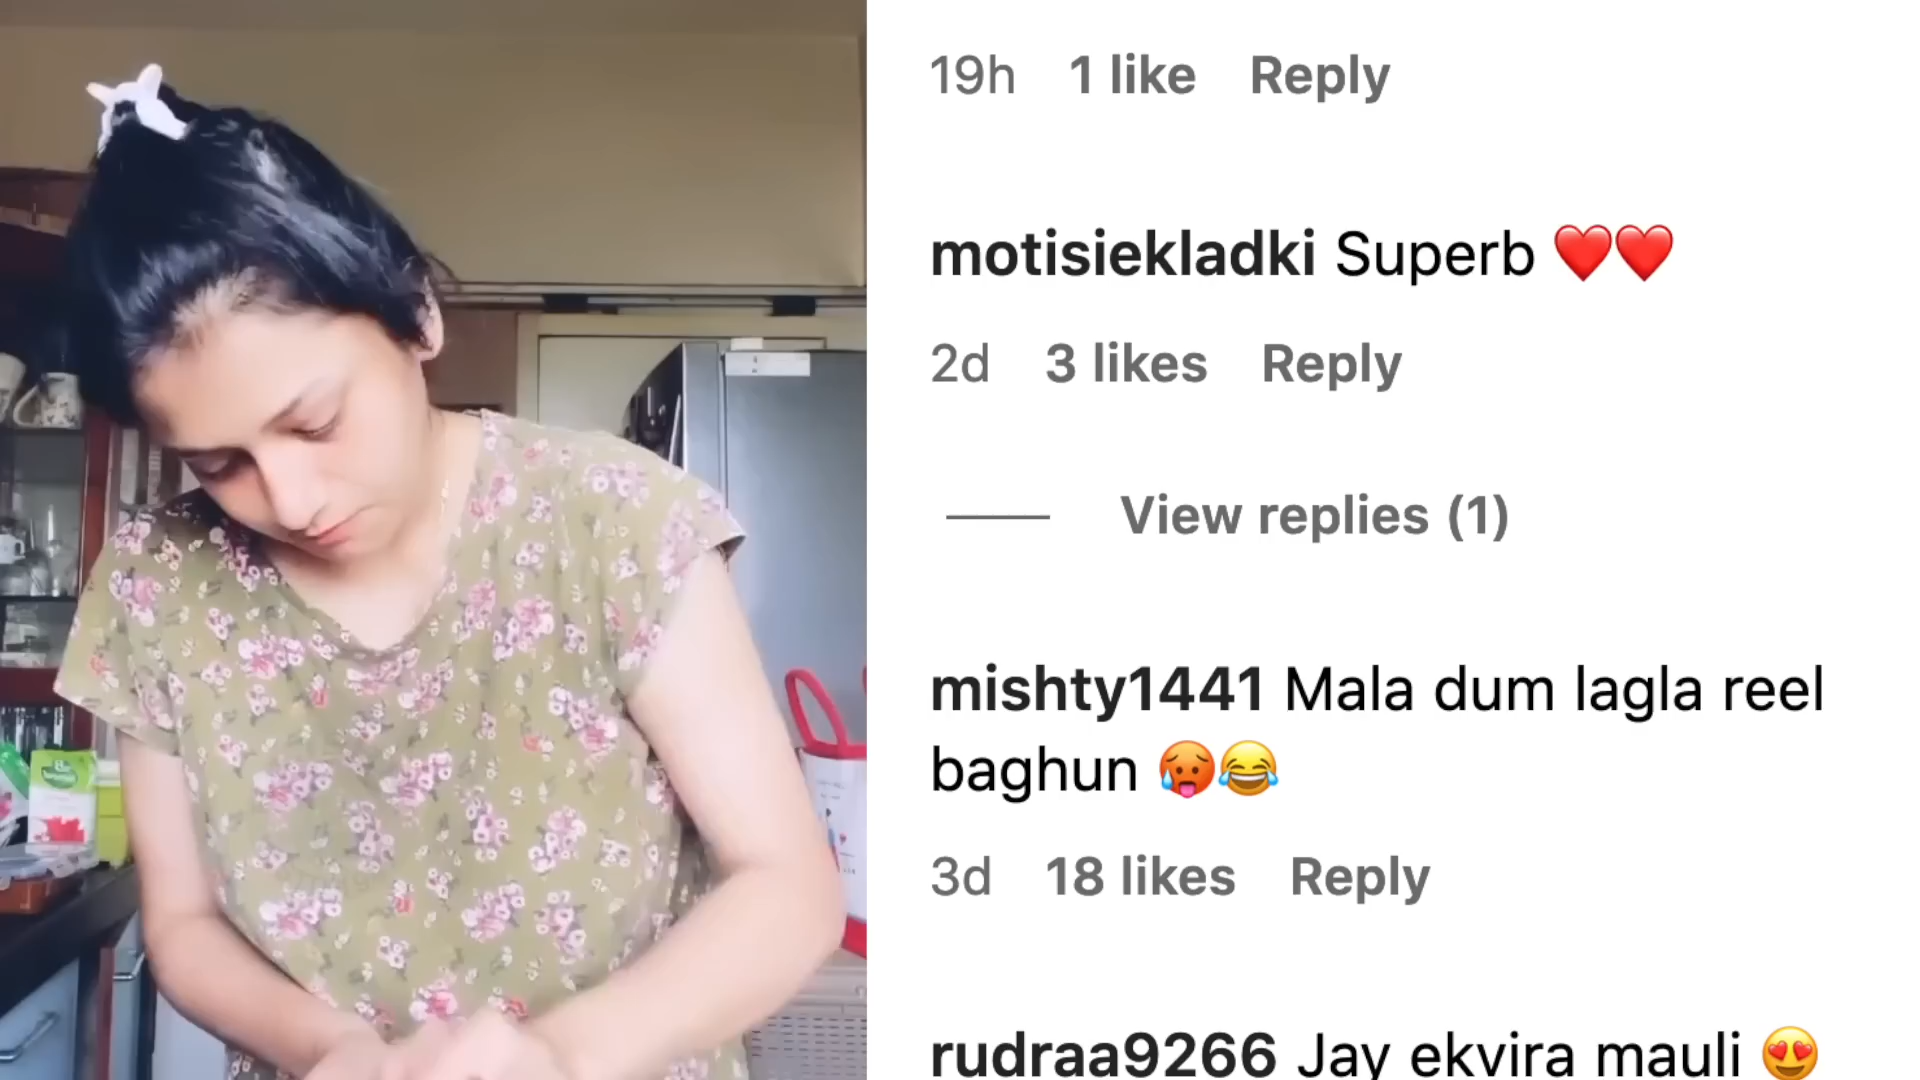 19h 1 like Reply
motisiekladki Superb ❤️❤️
2d 3 likes Reply
View replies (1)
mishty1441 Mala dum lagla reel
baghun 🥵😂
3d 18 likes Reply
rudraa9266 Jay ekvira mauli 😍